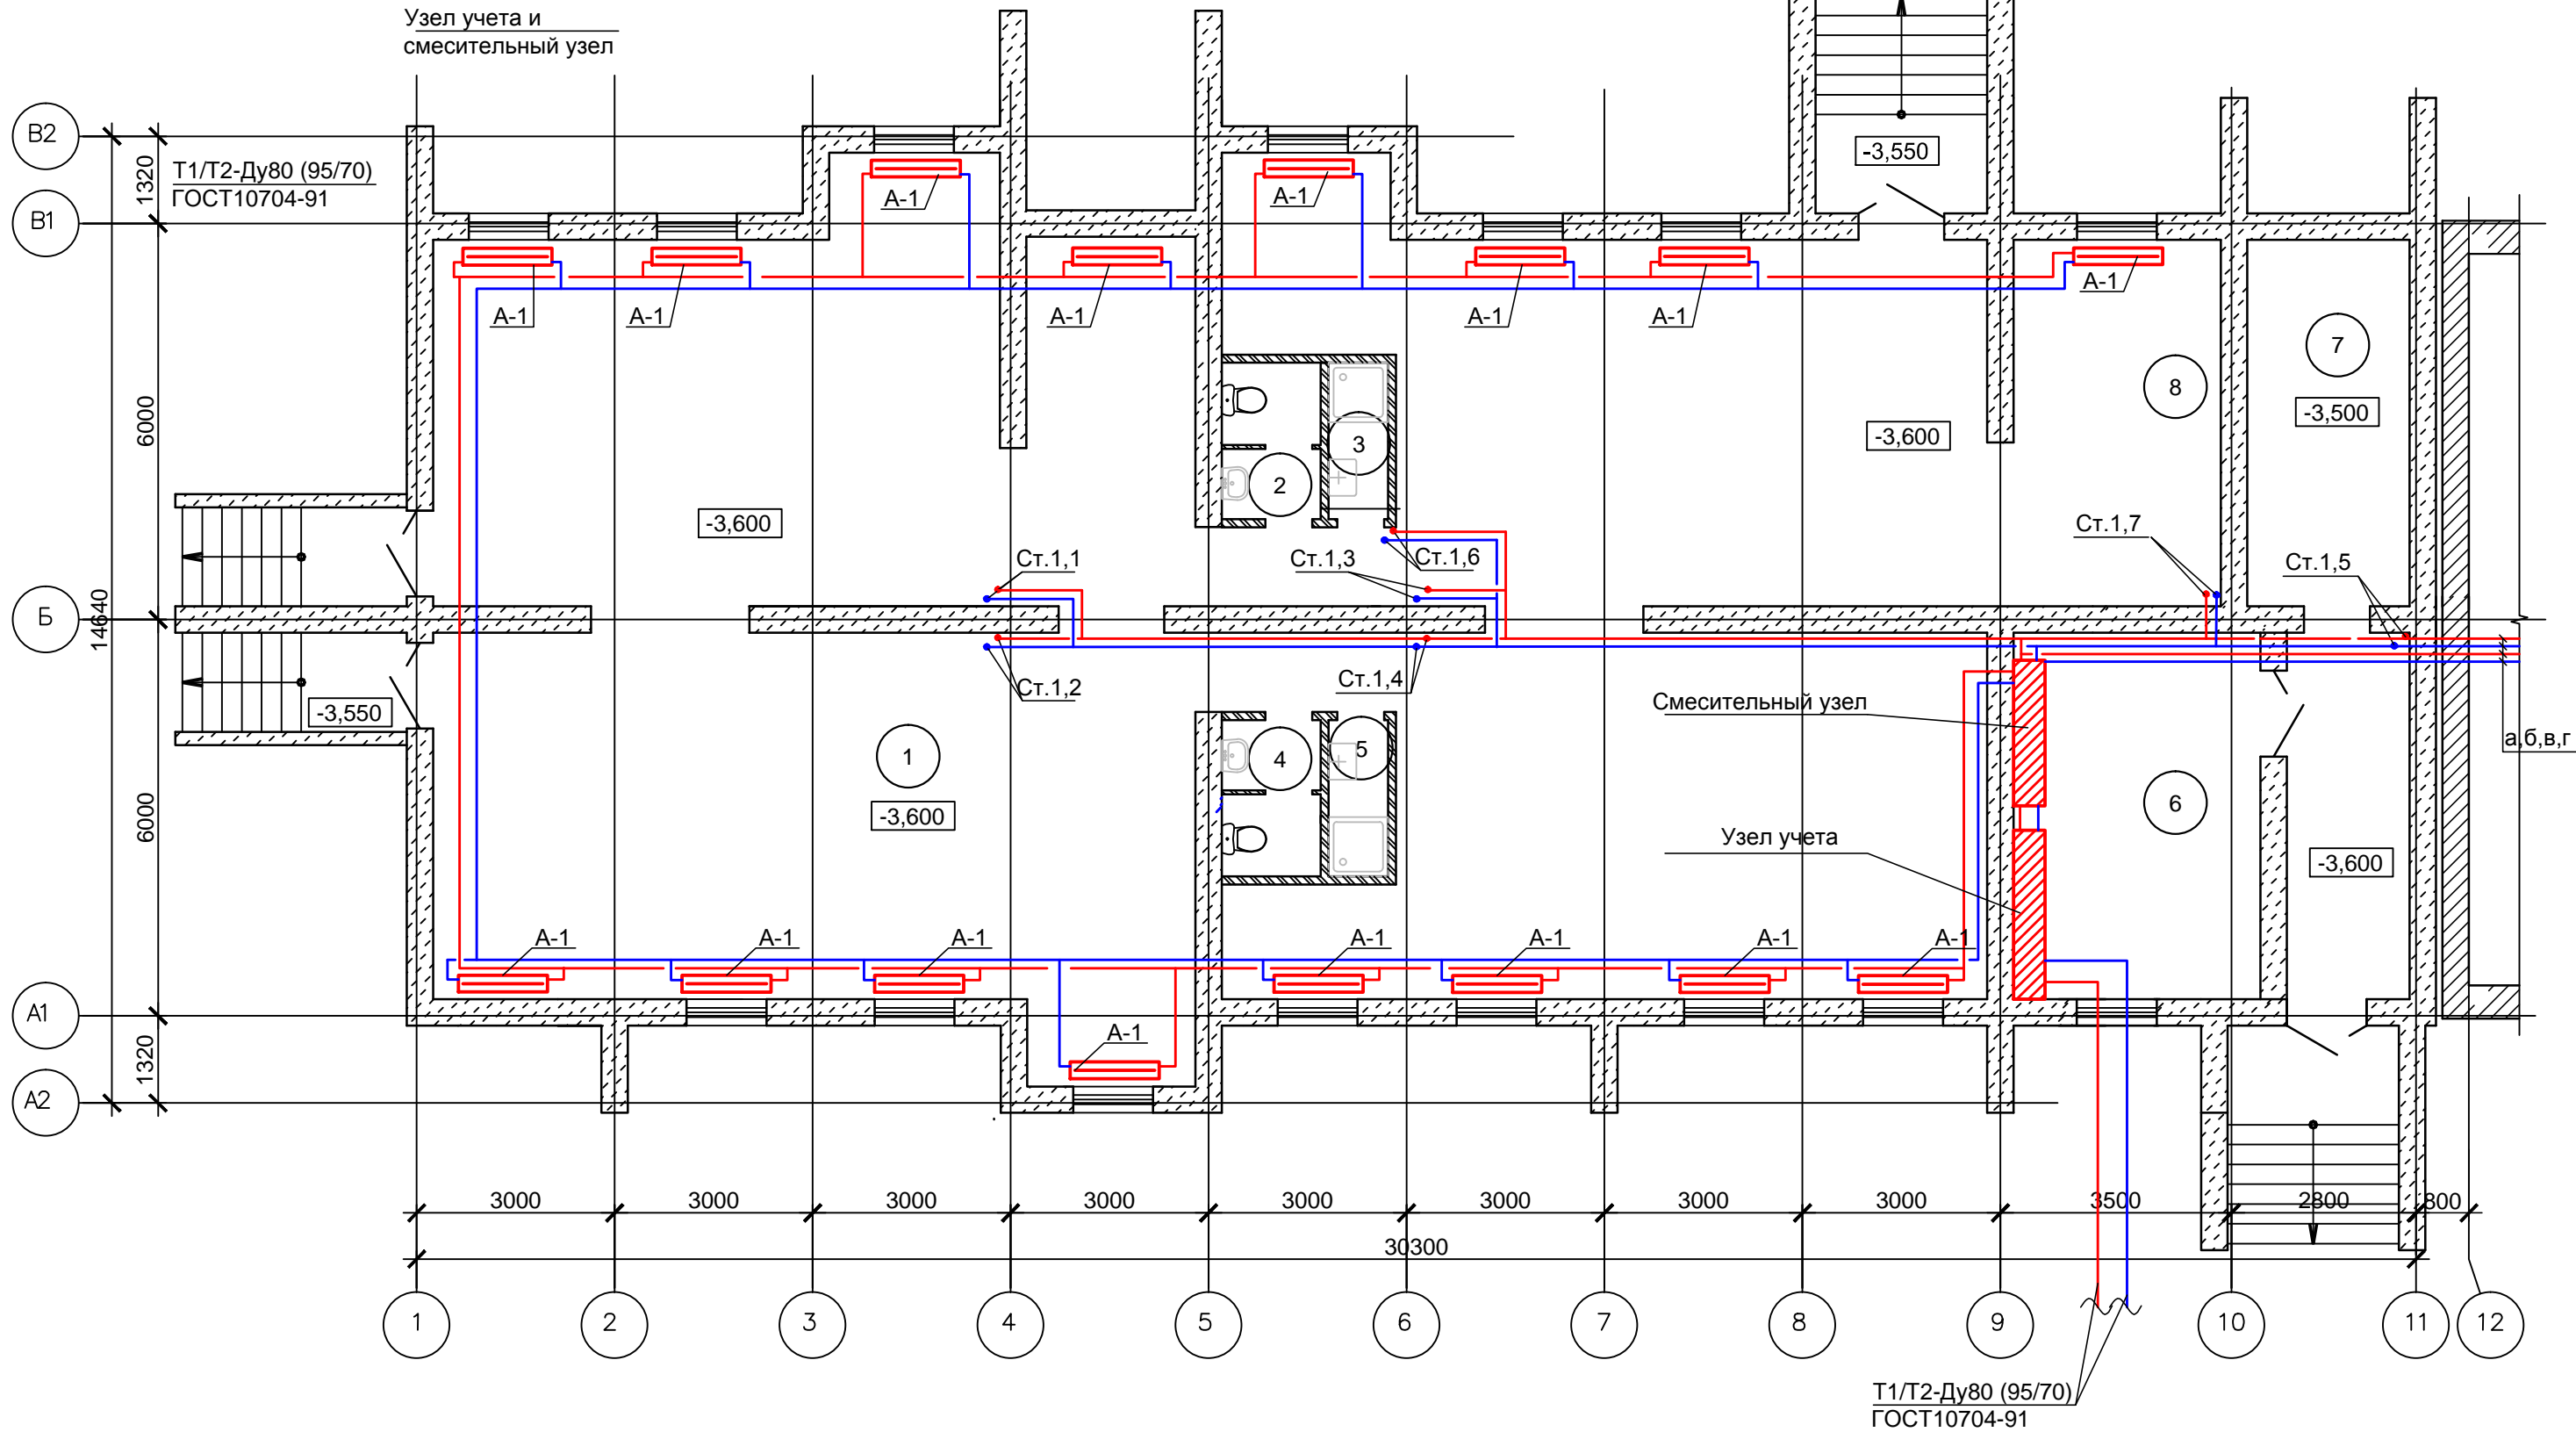 Узел учета и
смесительный узел
В2
1320
Т1/Т2-Ду80 (95/70)
ГОСТ10704-91
-3,550
В1
А-1
А-1
А-1
А-1
А-1
А-1
А-1
А-1
7
8
-3,500
6000
3
-3,600
2
-3,600
Ст.1,7
Ст.1,1
Ст.1,3
Ст.1,6
Ст.1,5
Б
14640
Ст.1,2
Ст.1,4
Смесительный узел
-3,550
а,б,в,г
1
4
5
-3,600
6
6000
Узел учета
-3,600
А-1
А-1
А-1
А-1
А-1
А-1
А-1
А1
А-1
1320
А2
3000
3000
3000
3000
3000
3000
3000
3000
3500
2800
800
30300
1
2
3
4
5
6
7
8
9
10
11
12
Т1/Т2-Ду80 (95/70)
ГОСТ10704-91